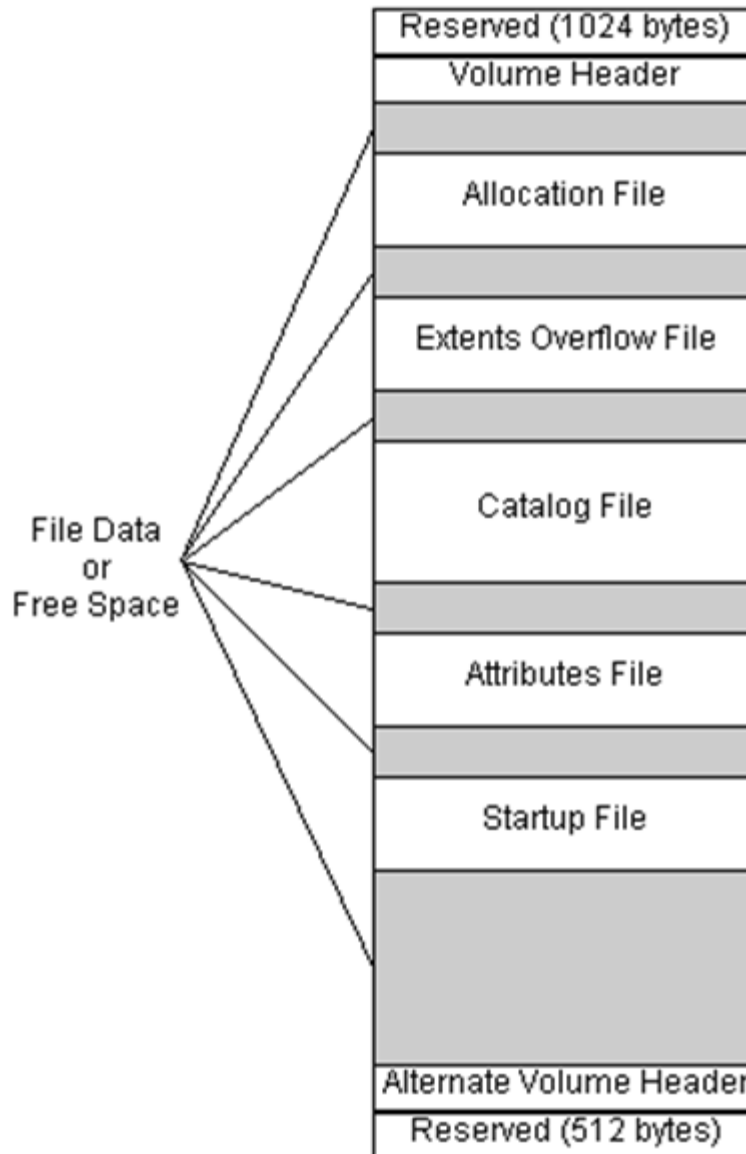 Reserved (1024 bytes)
Volume Header
Allocation File
Extents Overflow File
Catalog File
File Data
or
Free Space
Attributes File
Startup File
Alternate Volume Header
Reserved (512 bytes)